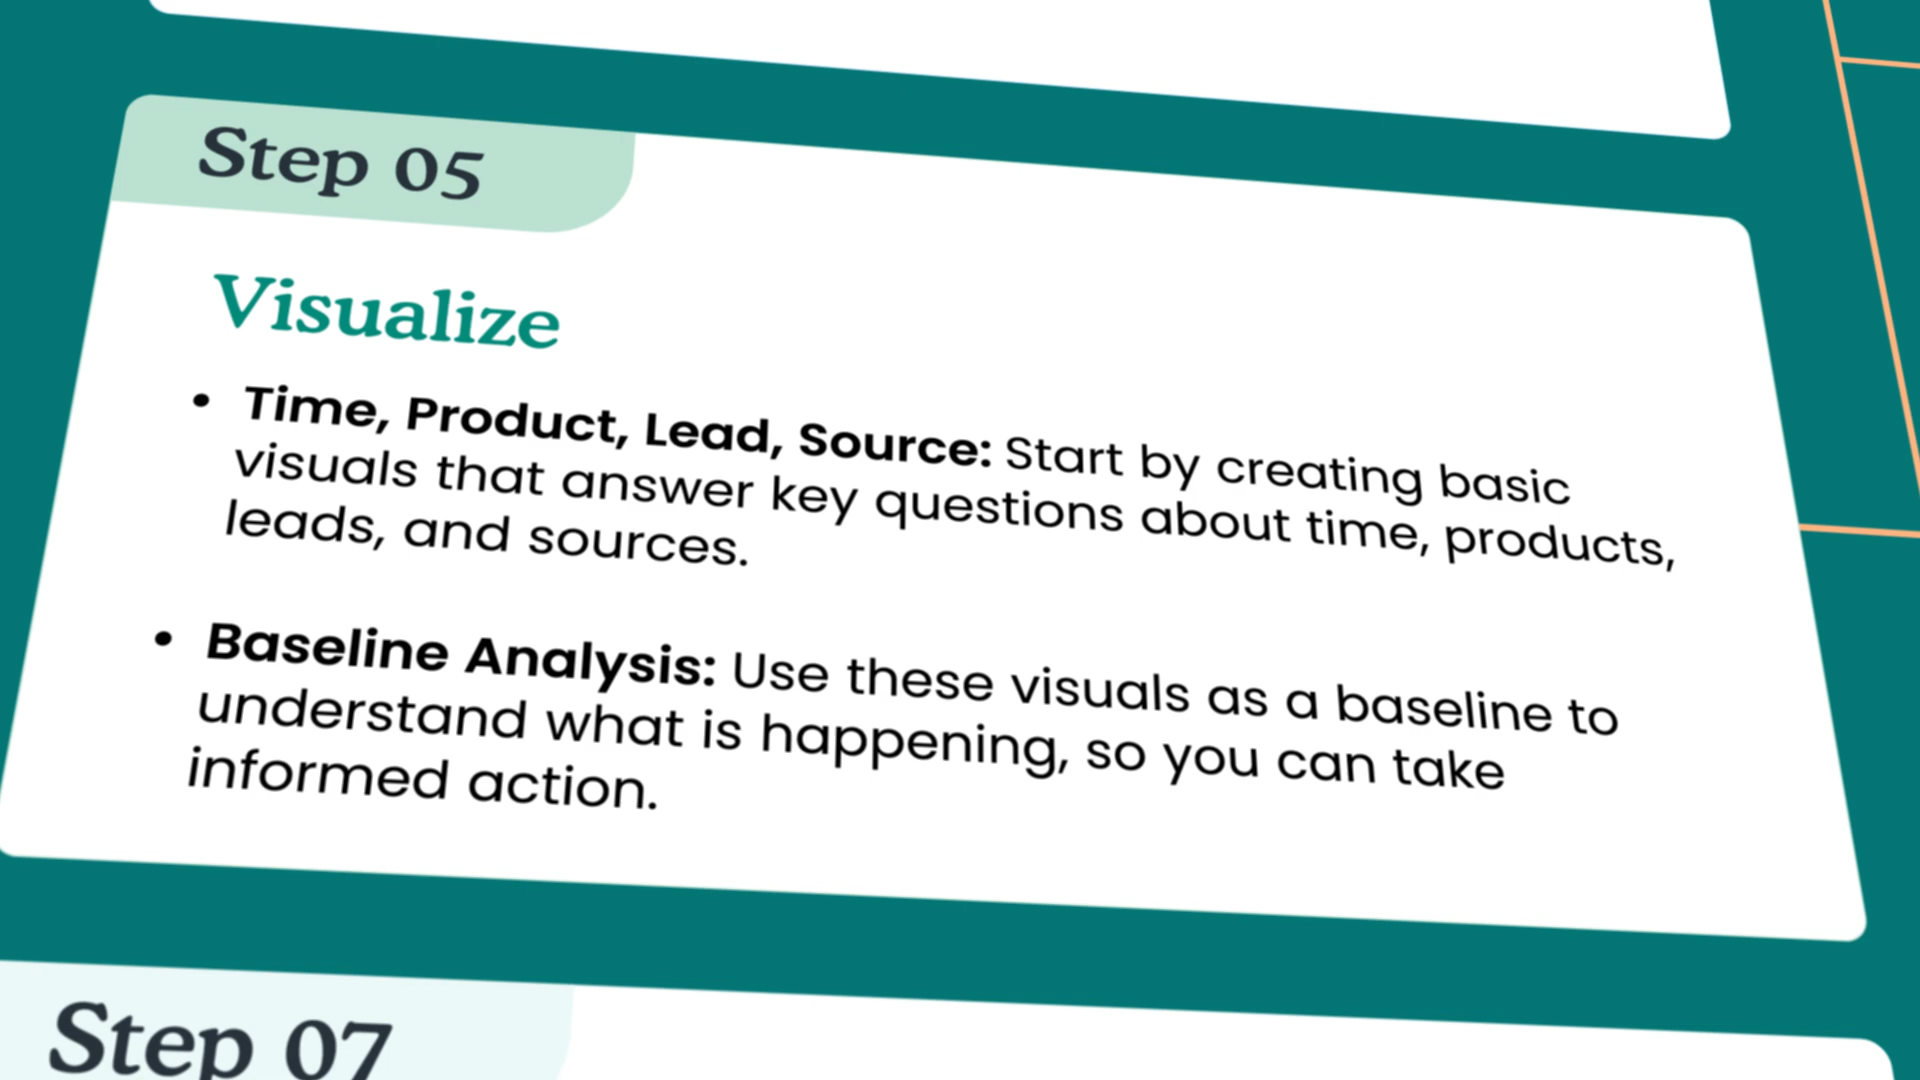 Step 05
Visualize
• Time, Product, Lead, Source: Start by creating basic
visuals that answer key questions about time, products,
leads, and sources.
• Baseline Analysis: Use these visuals as a baseline to
understand what is happening, so you can take
informed action.
Step 07